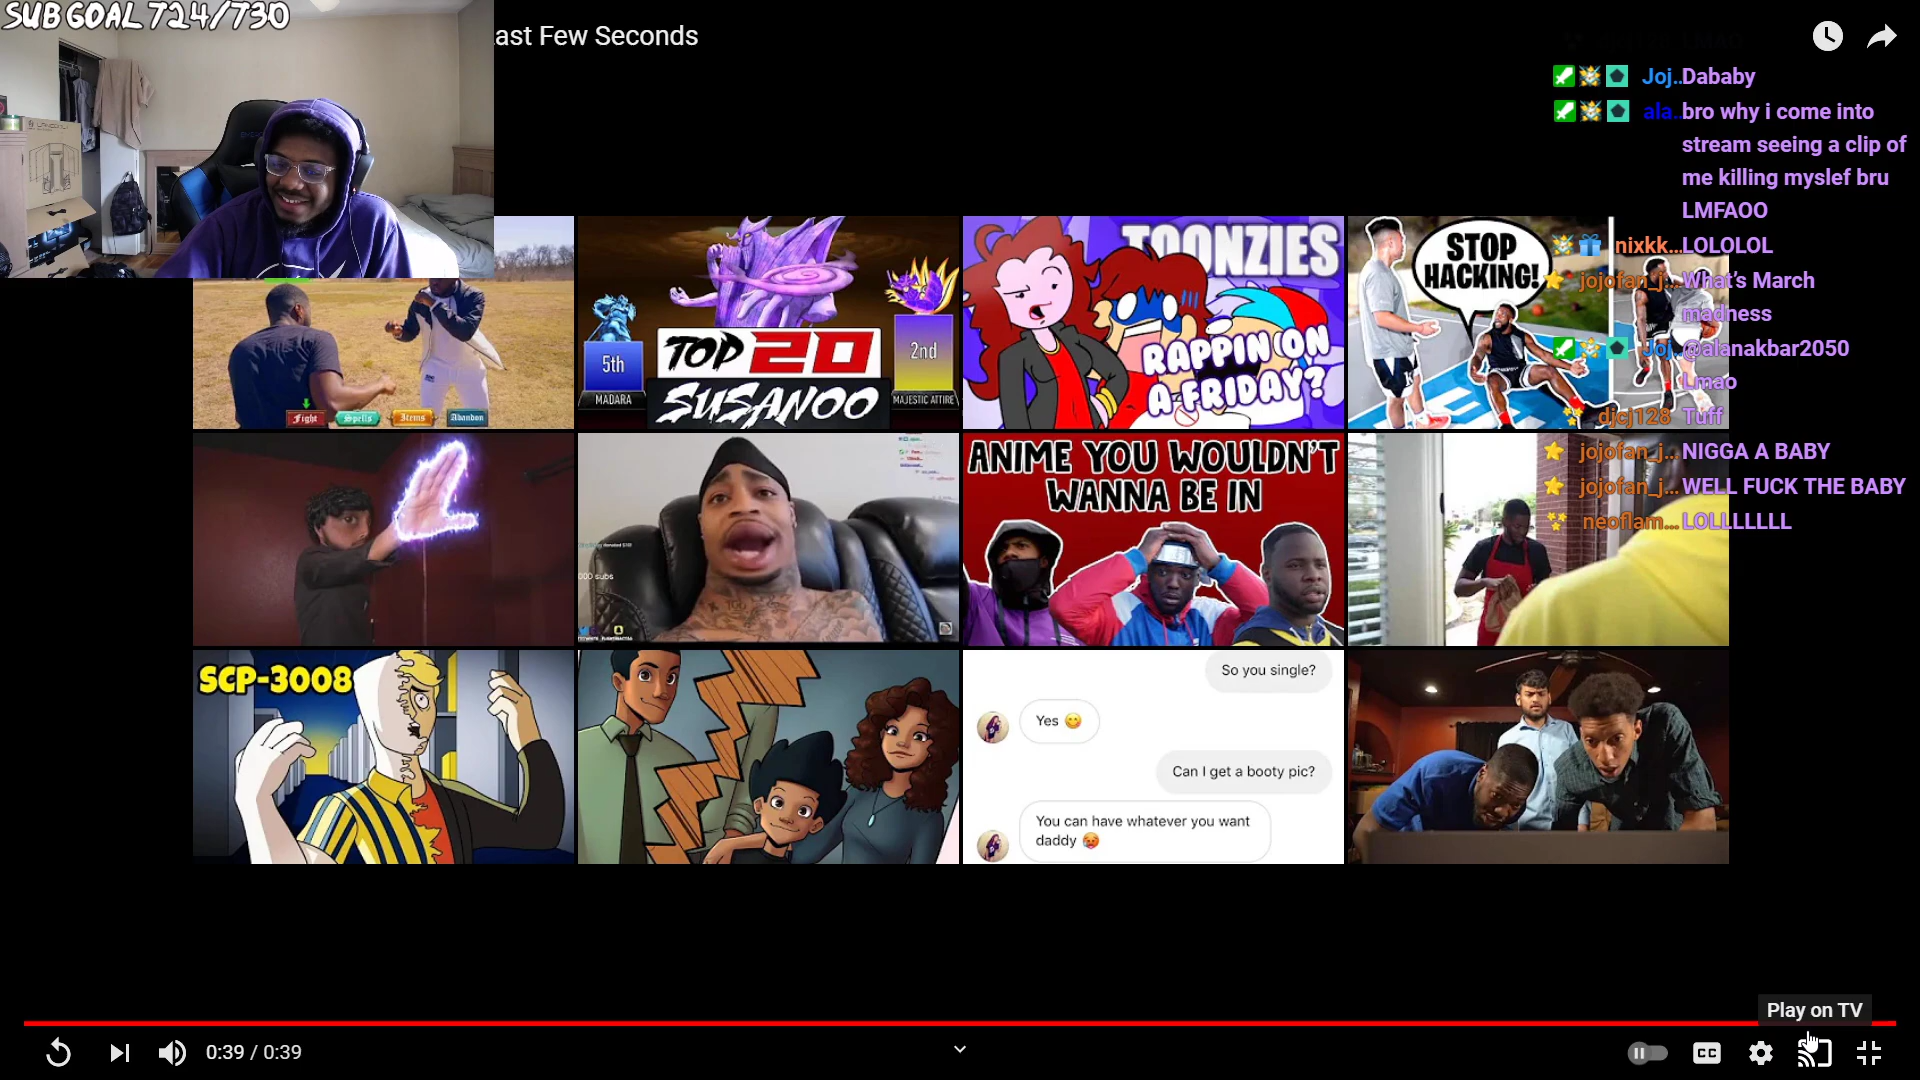 SUB GOAL 724/730
ast Few Seconds
LMAO
Joj..Dababy
ala..bro why i come into
stream seeing a clip of
me killing myslef bru
LMFAOO
nixkk...LOLOLOL
jojofan_j...What's March
madness
Joj..@alanakbar2050
Lmao
djcj128 Tuff
jojofan_j...NIGGA A BABY
jojofan_j...WELL FUCK THE BABY
neoflam...LOLLLLLLL
Fight
Spells
Items
Abandon
5th
MADARA
TOP 20
SUSANOO
2nd
MAJESTIC ATTIRE
TOONZIES
RAPPIN' ON
A FRIDAY?
STOP
HACKING!
000 subs
ANIME YOU WOULDN'T
WANNA BE IN
SCP-3008
So you single?
Yes 😋
Can I get a booty pic?
You can have whatever you want
daddy 🥵
Play on TV
0:39 / 0:39
CC